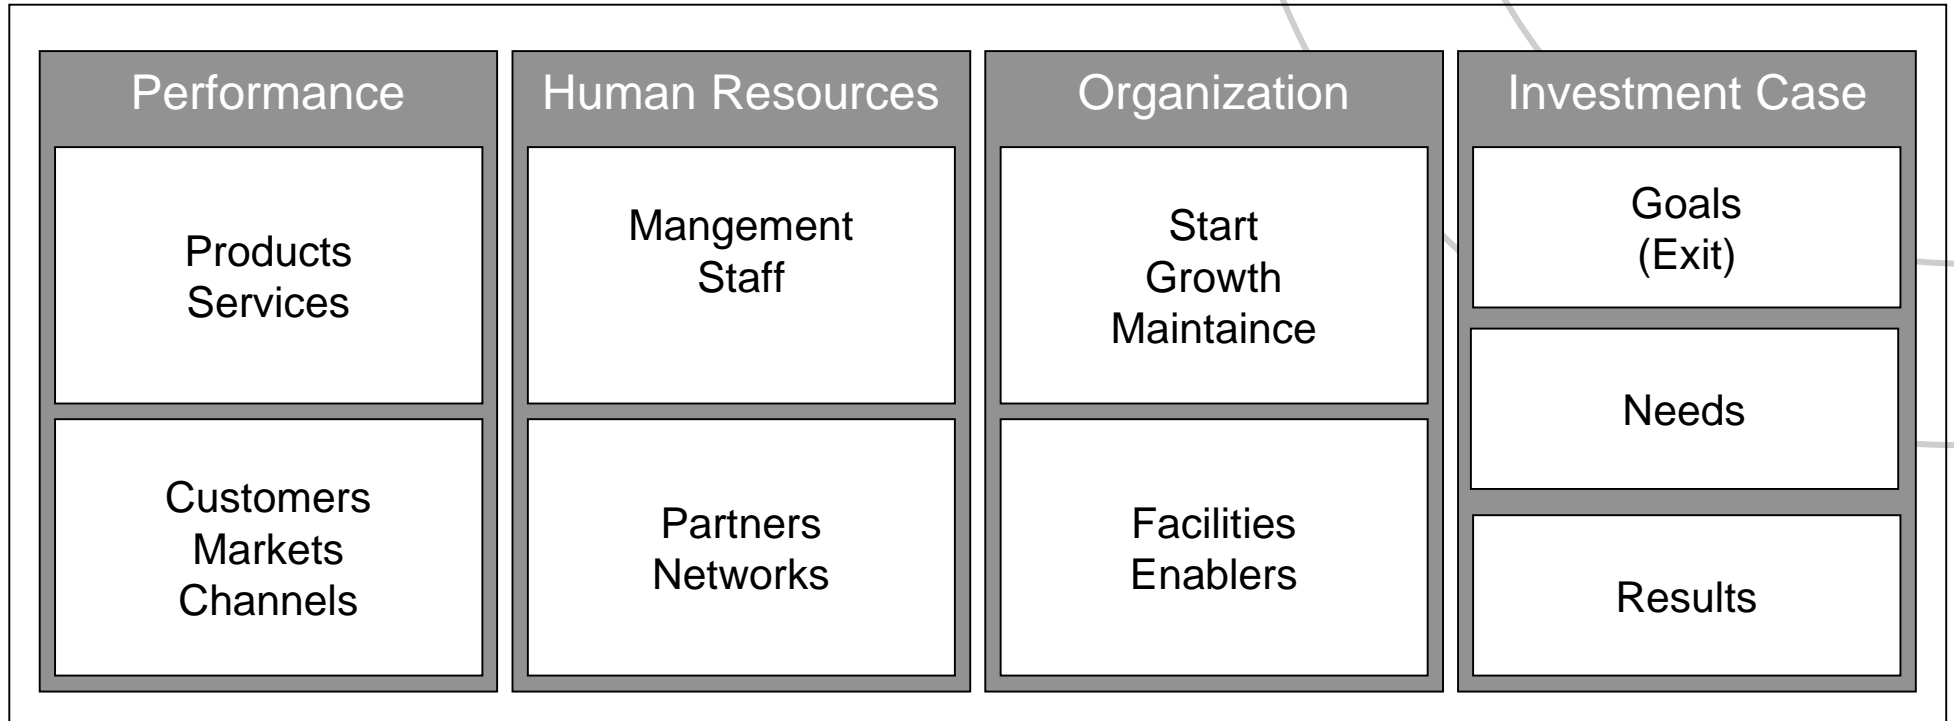 Performance
Products
Services
Customers
Markets
Channels
Human Resources
Mangement
Staff
Partners
Networks
Organization
Start
Growth
Maintaince
Facilities
Enablers
Investment Case
Goals
(Exit)
Needs
Results